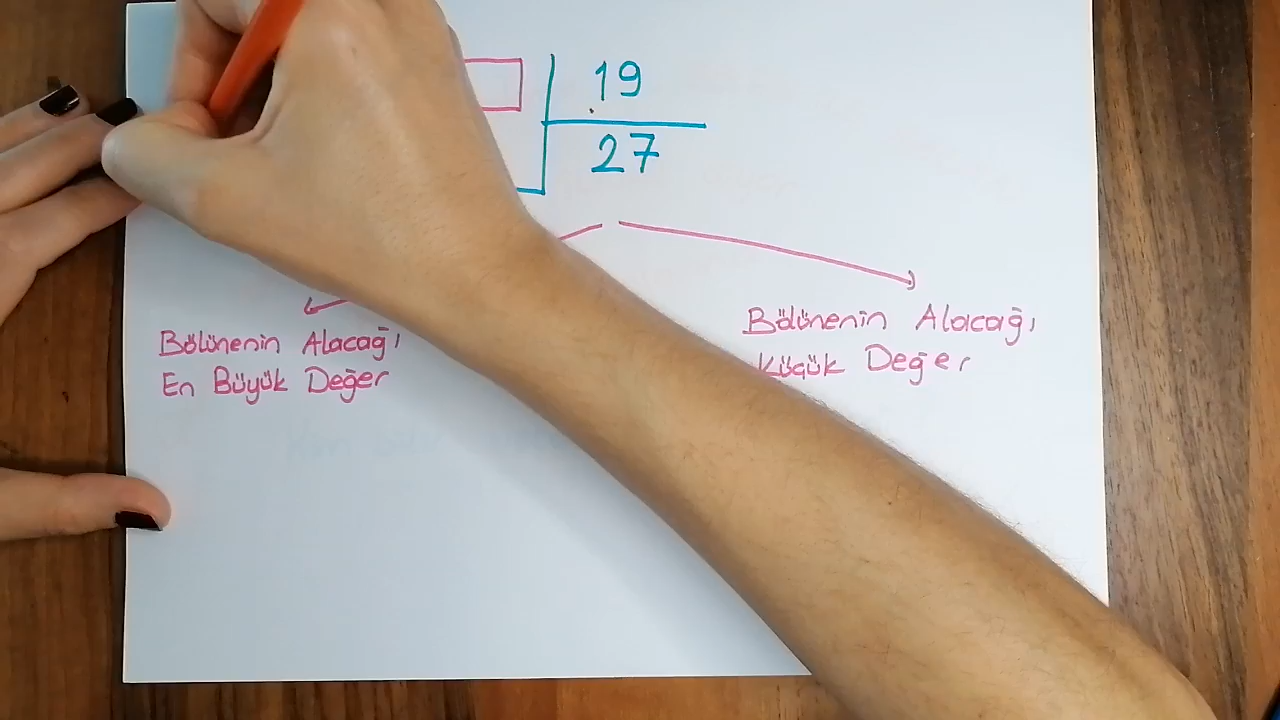 19
27
Bölünenin Alacağı
En Büyük Değer
Bölünenin Alacağı
Küçük Değer